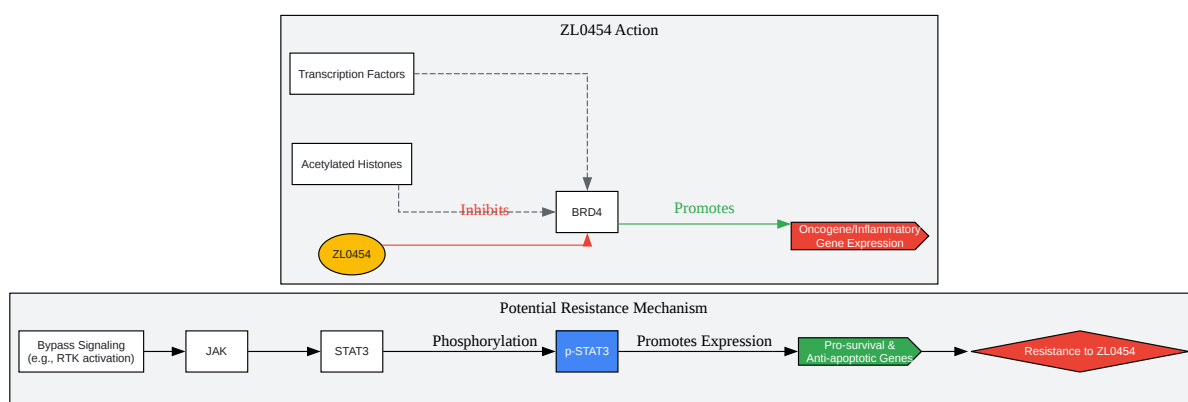 ZL0454 Action
Transcription Factors
Acetylated Histones
Inhibits
BRD4
Promotes
Oncogene/Inflammatory
Gene Expression
ZL0454
Potential Resistance Mechanism
Bypass Signaling
(e.g., RTK activation)
JAK
STAT3
Phosphorylation
p-STAT3
Promotes Expression
Pro-survival &
Anti-apoptotic Genes
Resistance to ZL0454